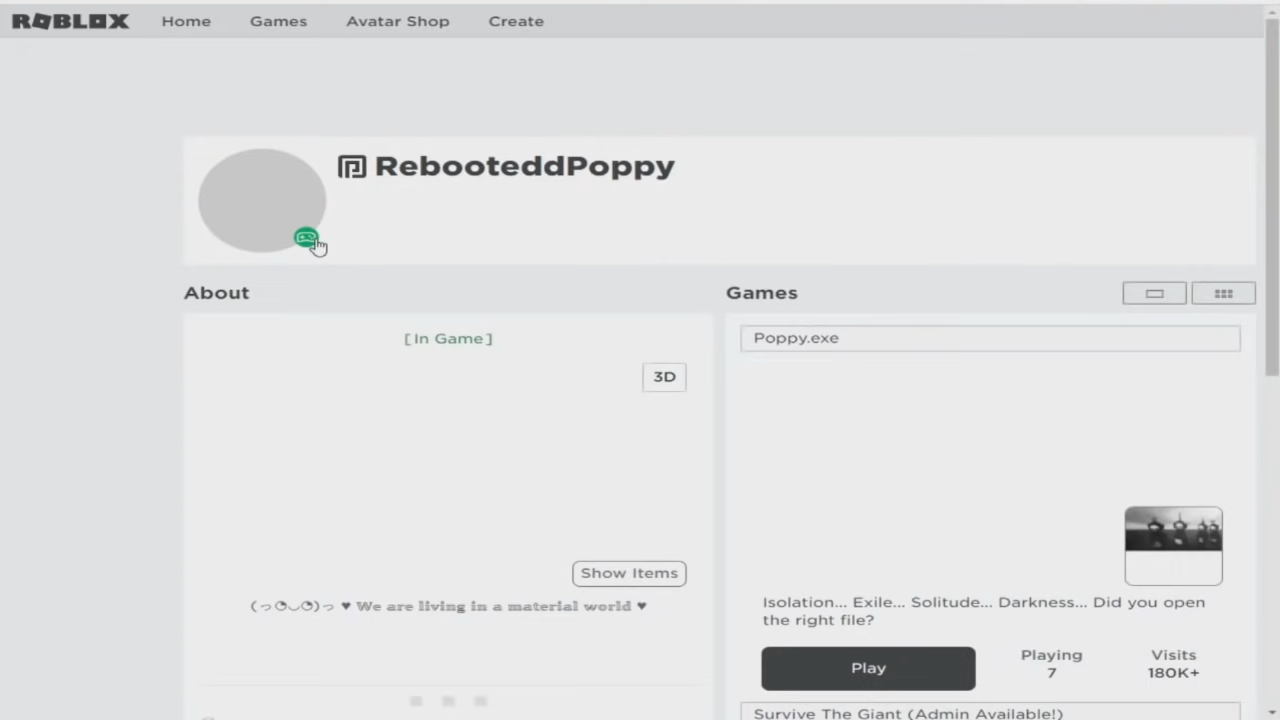 ROBLOX Home Games Avatar Shop Create
RebooteddPoppy
About
[ In Game ]
3D
Show Items
(っ◔◡◔)っ ♥ We are living in a material world ♥
Games
Poppy.exe
Isolation... Exile... Solitude... Darkness... Did you open
the right file?
Play
Playing
7
Visits
180K+
Survive The Giant (Admin Available!)